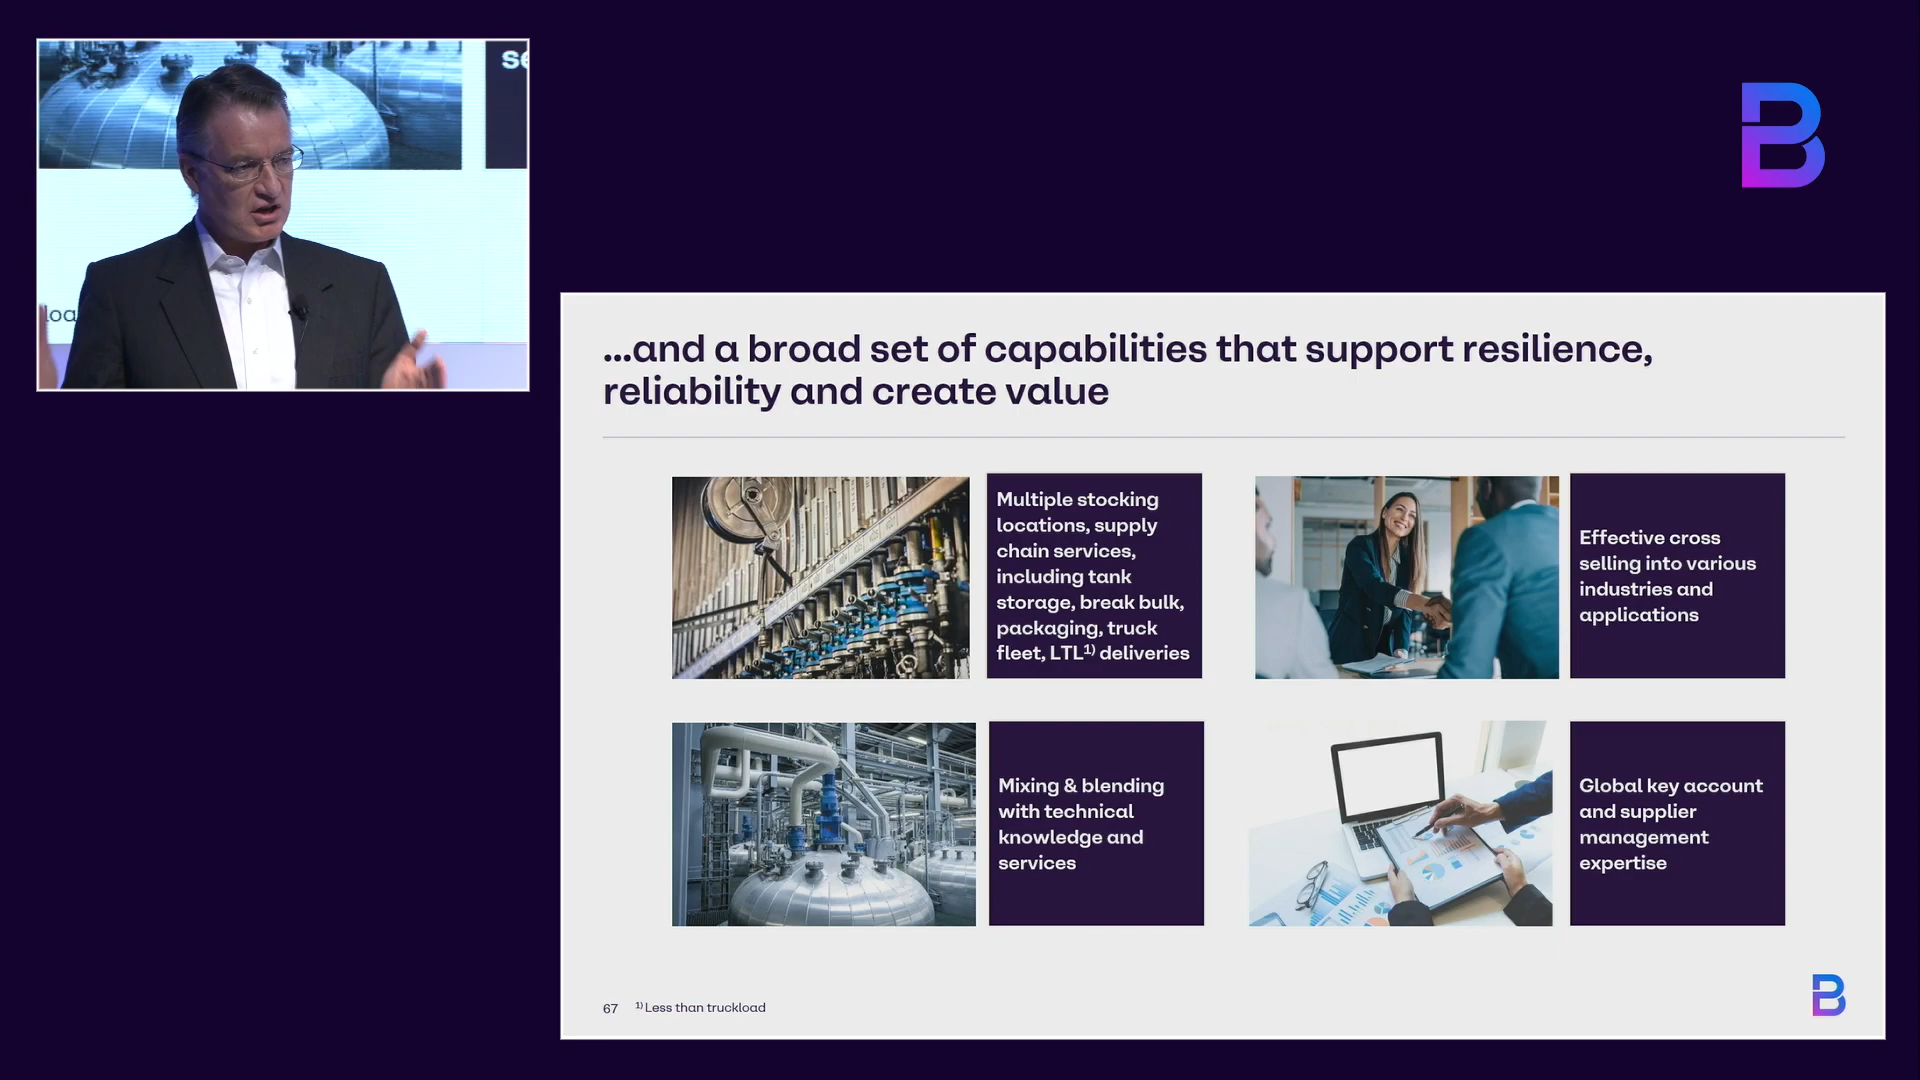 se
loa
...and a broad set of capabilities that support resilience,
reliability and create value
Multiple stocking
locations, supply
chain services,
including tank
storage, break bulk,
packaging, truck
fleet, LTL¹⁾ deliveries
Effective cross
selling into various
industries and
applications
Mixing & blending
with technical
knowledge and
services
Global key account
and supplier
management
expertise
67 ¹⁾ Less than truckload